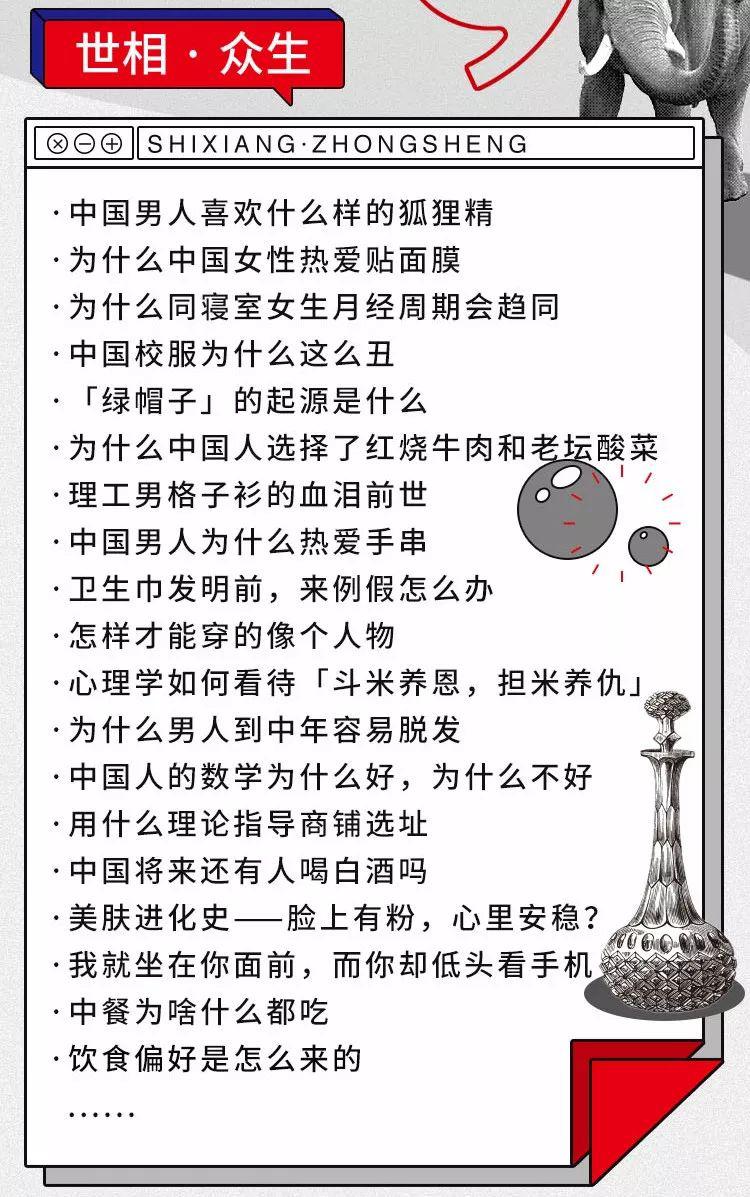 世相·众生
SHIXIANG·ZHONGSHENG
·中国男人喜欢什么样的狐狸精
·为什么中国女性热爱贴面膜
·为什么同寝室女生月经周期会趋同
·中国校服为什么这么丑
·「绿帽子」的起源是什么
·为什么中国人选择了红烧牛肉和老坛酸菜
·理工男格子衫的血泪前世
·中国男人为什么热爱手串
·卫生巾发明前，来例假怎么办
·怎样才能穿的像个人物
·心理学如何看待「斗米养恩，担米养仇」
·为什么男人到中年容易脱发
·中国人的数学为什么好，为什么不好
·用什么理论指导商铺选址
·中国将来还有人喝白酒吗
·美肤进化史——脸上有粉，心里安稳？
·我就坐在你面前，而你却低头看手机
·中餐为啥什么都吃
·饮食偏好是怎么来的
······